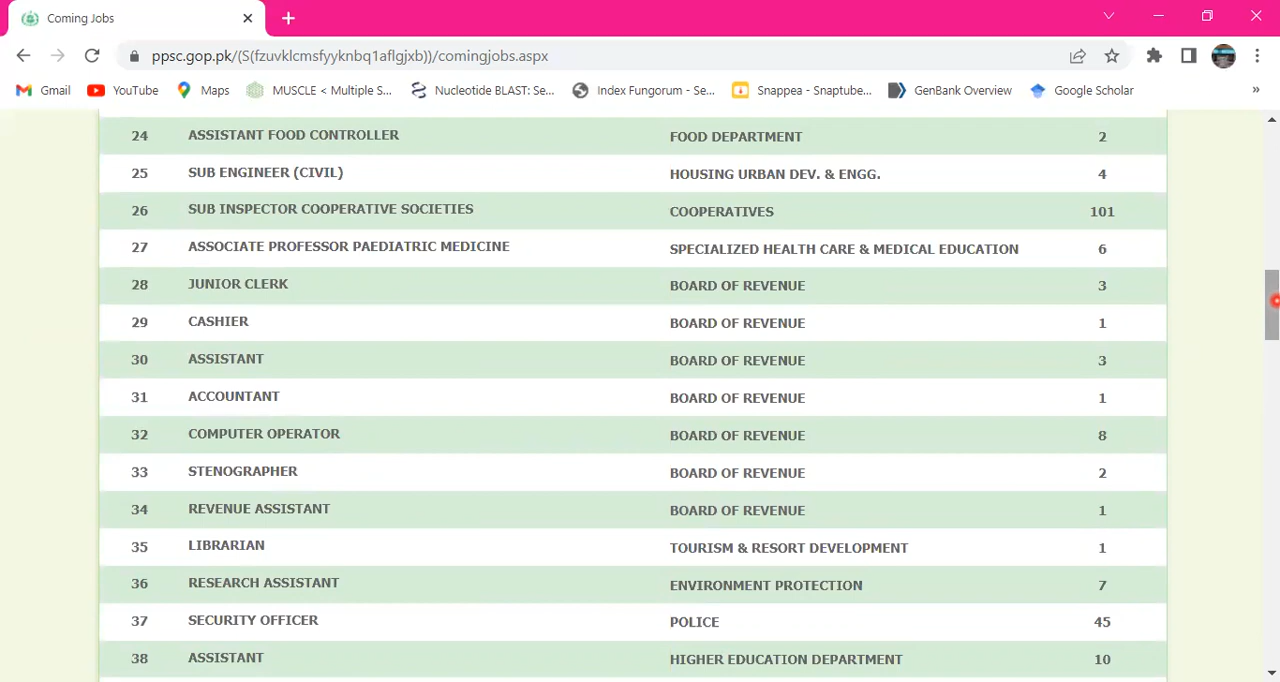 Coming Jobs
ppsc.gop.pk/(S(fzuvklcmsfyyknbq1aflgjxb))/comingjobs.aspx
Gmail YouTube Maps MUSCLE < Multiple S... Nucleotide BLAST: Se... Index Fungorum - Se... Snappea - Snaptube... GenBank Overview Google Scholar »
24 ASSISTANT FOOD CONTROLLER FOOD DEPARTMENT 2
25 SUB ENGINEER (CIVIL) HOUSING URBAN DEV. & ENGG. 4
26 SUB INSPECTOR COOPERATIVE SOCIETIES COOPERATIVES 101
27 ASSOCIATE PROFESSOR PAEDIATRIC MEDICINE SPECIALIZED HEALTH CARE & MEDICAL EDUCATION 6
28 JUNIOR CLERK BOARD OF REVENUE 3
29 CASHIER BOARD OF REVENUE 1
30 ASSISTANT BOARD OF REVENUE 3
31 ACCOUNTANT BOARD OF REVENUE 1
32 COMPUTER OPERATOR BOARD OF REVENUE 8
33 STENOGRAPHER BOARD OF REVENUE 2
34 REVENUE ASSISTANT BOARD OF REVENUE 1
35 LIBRARIAN TOURISM & RESORT DEVELOPMENT 1
36 RESEARCH ASSISTANT ENVIRONMENT PROTECTION 7
37 SECURITY OFFICER POLICE 45
38 ASSISTANT HIGHER EDUCATION DEPARTMENT 10